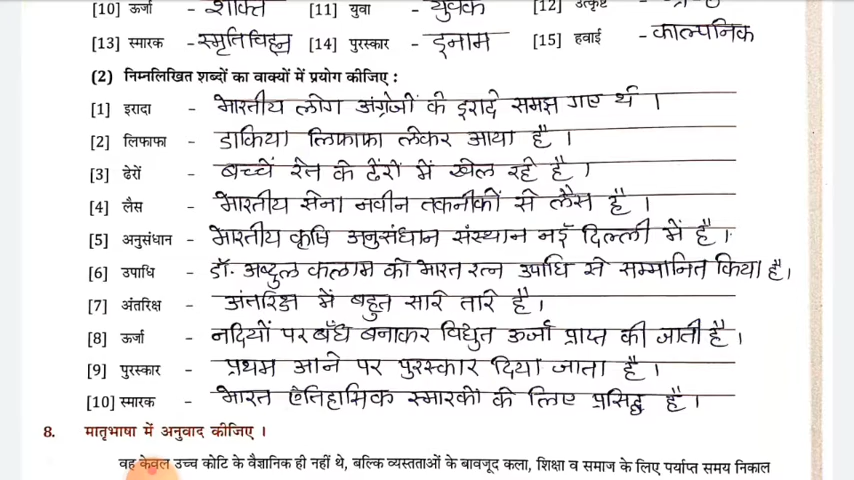 [10] ऊर्जा - शक्ति [11] युवा - युवक [12] उत्कृष्ट -
[13] स्मारक - स्मृतिचिह्न [14] पुरस्कार - इनाम [15] हवाई - काल्पनिक
(2) निम्नलिखित शब्दों का वाक्यों में प्रयोग कीजिए :
[1] इरादा - भारतीय लोग अंग्रेजों के इरादे समझ गए थे ।
[2] लिफाफा - डाकिया लिफाफा लेकर आया है ।
[3] ढेरों - बच्चें रेत के ढेंरों में खेल रहे है ।
[4] लैस - भारतीय सेना नवीन तकनीकों से लैस है ।
[5] अनुसंधान - भारतीय कृषि अनुसंधान संस्थान नई दिल्ली में है ।
[6] उपाधि - डॉ. अब्दुल कलाम को भारत रत्न उपाधि से सम्मानित किया है ।
[7] अंतरिक्ष - अंतरिक्ष में बहुत सारे तारे है ।
[8] ऊर्जा - नदियों पर बाँध बनाकर विद्युत ऊर्जा प्राप्त की जाती है ।
[9] पुरस्कार - प्रथम आने पर पुरस्कार दिया जाता है ।
[10] स्मारक - भारत ऐतिहासिक स्मारकों के लिए प्रसिद्ध है ।
8. मातृभाषा में अनुवाद कीजिए ।
वह केवल उच्च कोटि के वैज्ञानिक ही नहीं थे, बल्कि व्यस्तताओं के बावजूद कला, शिक्षा व समाज के लिए पर्याप्त समय निकाल